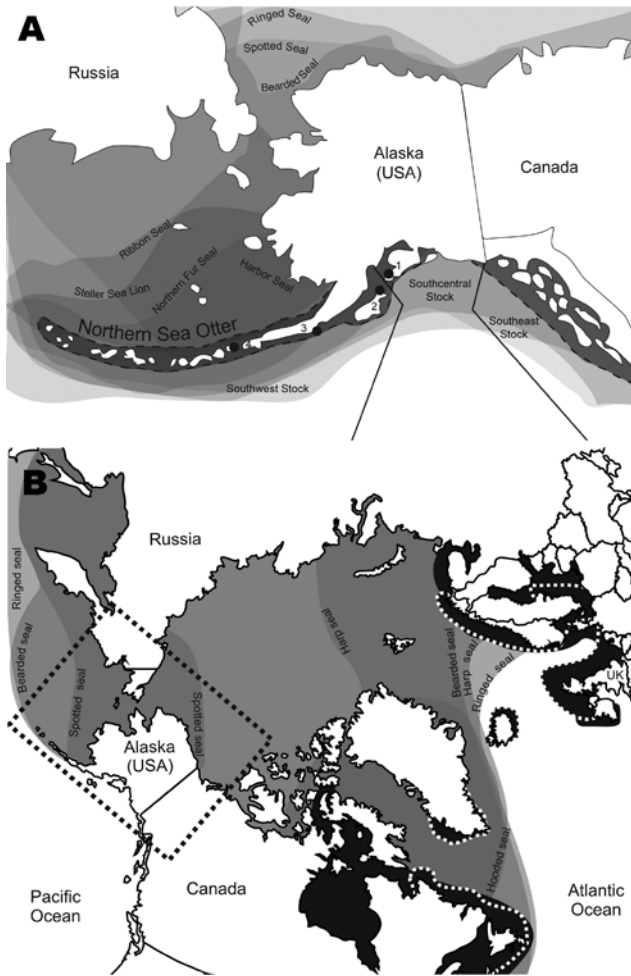 A
Ringed Seal
Spotted Seal
Bearded Seal
Russia
Alaska
(USA)
Canada
Ribbon Seal
Northern Fur Seal
Harbor Seal
Steller Sea Lion
Northern Sea Otter
1
2
3
4
Southcentral
Stock
Southeast
Stock
Southwest Stock
B
Russia
Ringed seal
Bearded seal
Spotted seal
Spotted seal
Harp seal
Bearded seal
Harp seal
Ringed seal
UK
Alaska
(USA)
Hooded seal
Pacific
Ocean
Canada
Atlantic
Ocean